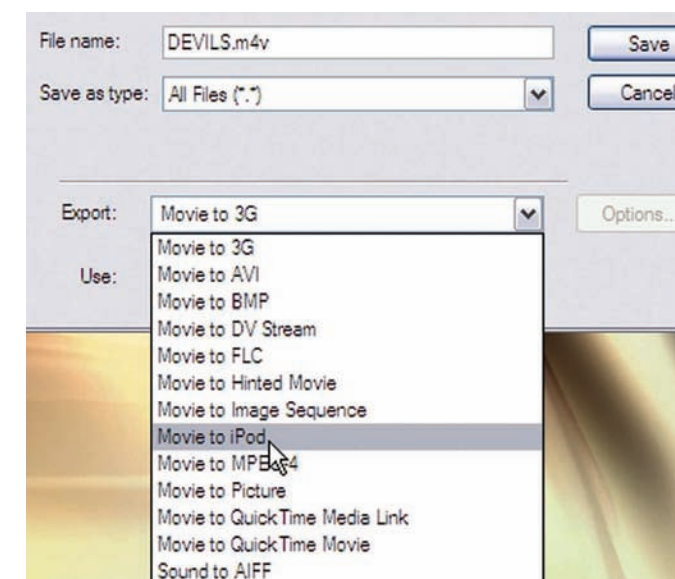 File name: DEVILS.m4v Save
Save as type: All Files (*.*) Cancel
Export: Movie to 3G Options...
Movie to 3G
Use: Movie to AVI
Movie to BMP
Movie to DV Stream
Movie to FLC
Movie to Hinted Movie
Movie to Image Sequence
Movie to iPod
Movie to MPEG-4
Movie to Picture
Movie to QuickTime Media Link
Movie to QuickTime Movie
Sound to AIFF